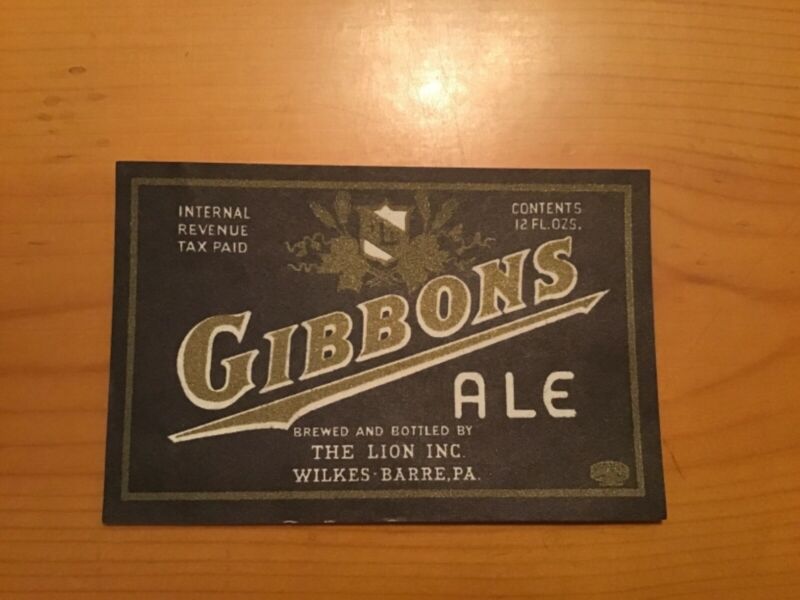 INTERNAL
REVENUE
TAX PAID
CONTENTS
12 FL.OZS.
GIBBONS
ALE
BREWED AND BOTTLED BY
THE LION INC.
WILKES-BARRE, PA.